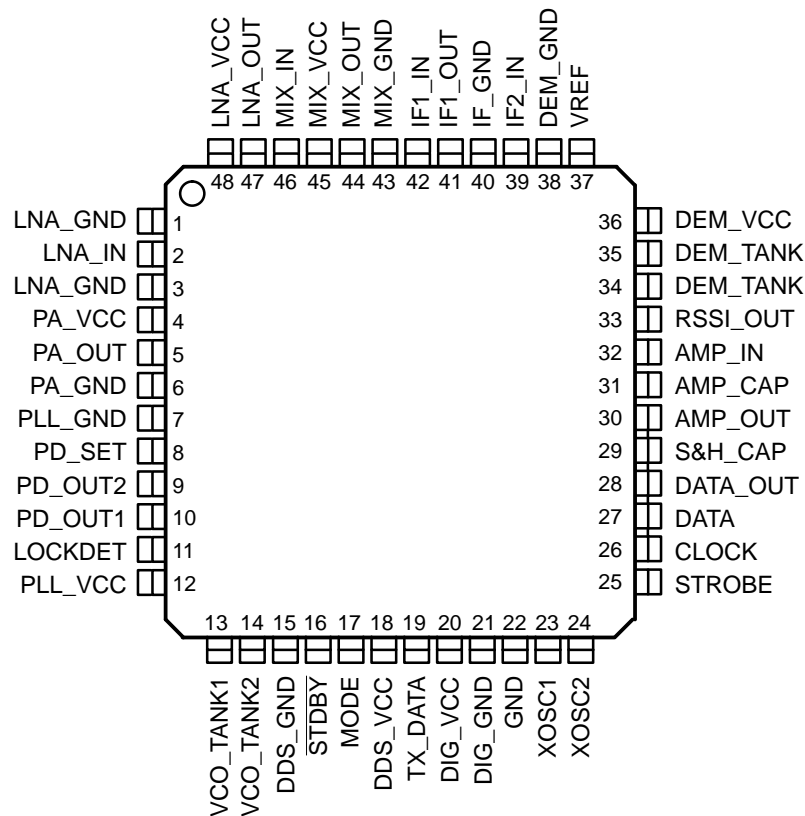 LNA_VCC
LNA_OUT
MIX_IN
MIX_VCC
MIX_OUT
MIX_GND
IF1_IN
IF1_OUT
IF_GND
IF2_IN
DEM_GND
VREF
48 47 46 45 44 43 42 41 40 39 38 37
LNA_GND 1
LNA_IN 2
LNA_GND 3
PA_VCC 4
PA_OUT 5
PA_GND 6
PLL_GND 7
PD_SET 8
PD_OUT2 9
PD_OUT1 10
LOCKDET 11
PLL_VCC 12
36 DEM_VCC
35 DEM_TANK
34 DEM_TANK
33 RSSI_OUT
32 AMP_IN
31 AMP_CAP
30 AMP_OUT
29 S&H_CAP
28 DATA_OUT
27 DATA
26 CLOCK
25 STROBE
13 14 15 16 17 18 19 20 21 22 23 24
VCO_TANK1
VCO_TANK2
DDS_GND
STDBY
MODE
DDS_VCC
TX_DATA
DIG_VCC
DIG_GND
GND
XOSC1
XOSC2